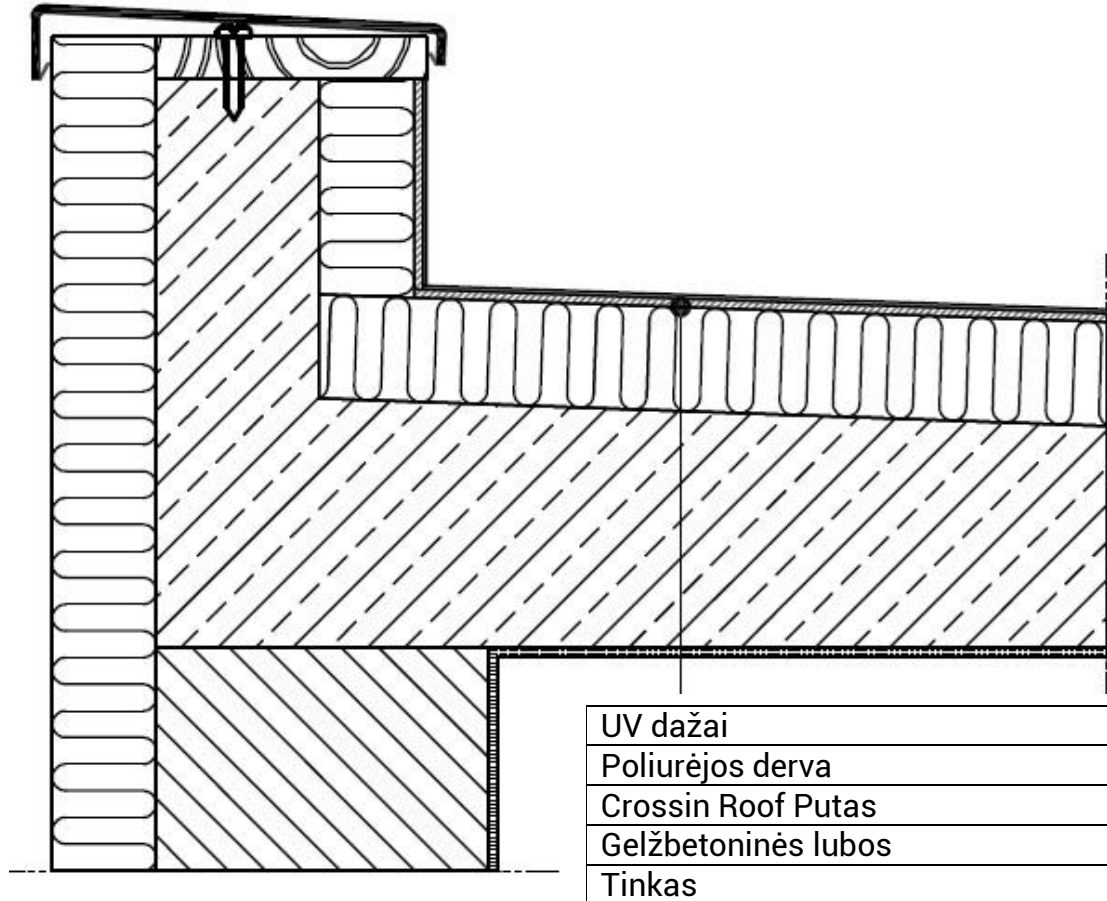 UV dažai
Poliurėjos derva
Crossin Roof Putas
Gelžbetoninės lubos
Tinkas